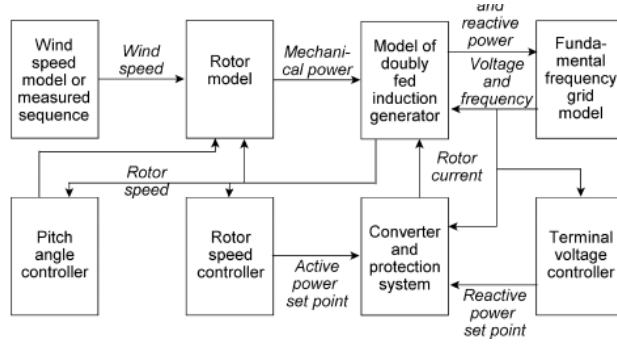 and
reactive power
Wind
speed
model or
measured
sequence
Wind
speed
Rotor
model
Mechani-
cal power
Model of
doubly fed
induction
generator
Voltage
and
frequency
Funda-
mental
frequency
grid
model
Rotor
speed
Rotor
current
Pitch
angle
controller
Rotor
speed
controller
Active
power
set point
Converter
and
protection
system
Reactive
power
set point
Terminal
voltage
controller